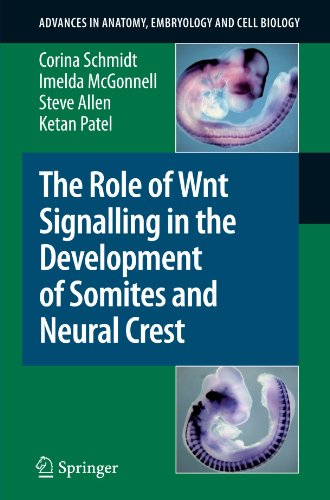 ADVANCES IN ANATOMY, EMBRYOLOGY AND CELL BIOLOGY
Corina Schmidt
Imelda McGonnell
Steve Allen
Ketan Patel
The Role of Wnt
Signalling in the
Development
of Somites and
Neural Crest
Springer